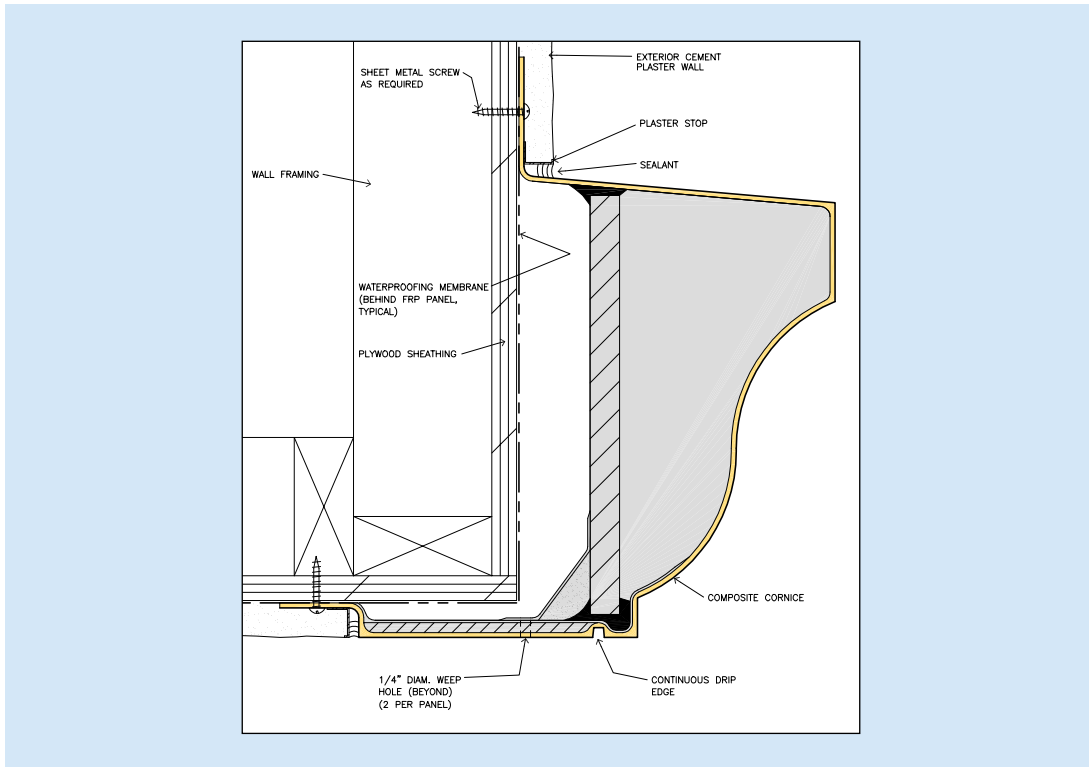 EXTERIOR CEMENT
PLASTER WALL
SHEET METAL SCREW
AS REQUIRED
PLASTER STOP
SEALANT
WALL FRAMING
WATERPROOFING MEMBRANE
(BEHIND FRP PANEL,
TYPICAL)
PLYWOOD SHEATHING
COMPOSITE CORNICE
1/4" DIAM. WEEP
HOLE (BEYOND)
(2 PER PANEL)
CONTINUOUS DRIP
EDGE